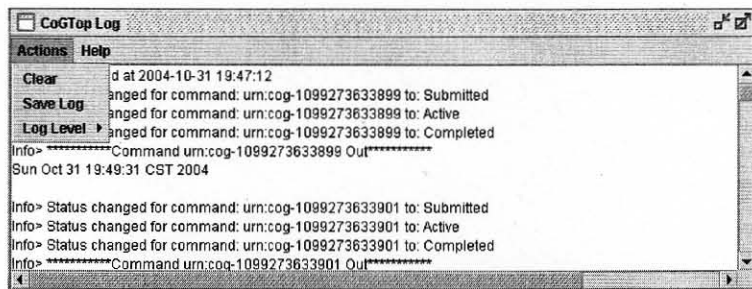 CoGTop Log
Actions Help
Clear
Save Log
Log Level
d at 2004-10-31 19:47:12
anged for command: urn:cog-1099273633899 to: Submitted
anged for command: urn:cog-1099273633899 to: Active
anged for command: urn:cog-1099273633899 to: Completed
Info> ***********Command urn:cog-1099273633899 Out***********
Sun Oct 31 19:49:31 CST 2004
Info> Status changed for command: urn:cog-1099273633901 to: Submitted
Info> Status changed for command: urn:cog-1099273633901 to: Active
Info> Status changed for command: urn:cog-1099273633901 to: Completed
Info> ***********Command urn:cog-1099273633901 Out***********